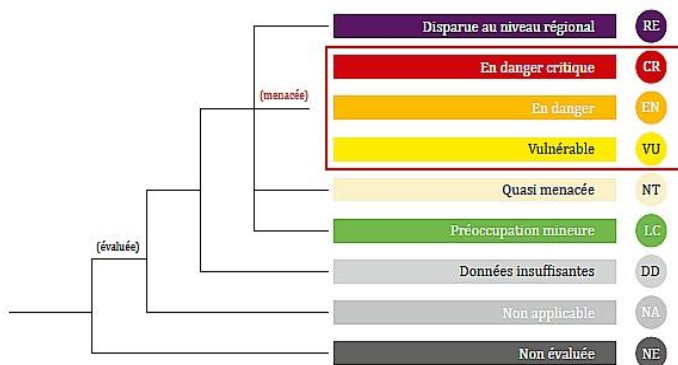 Disparue au niveau régional RE
En danger critique CR
(menacée)
En danger EN
Vulnérable VU
Quasi menacée NT
Préoccupation mineure LC
(évaluée)
Données insuffisantes DD
Non applicable NA
Non évaluée NE